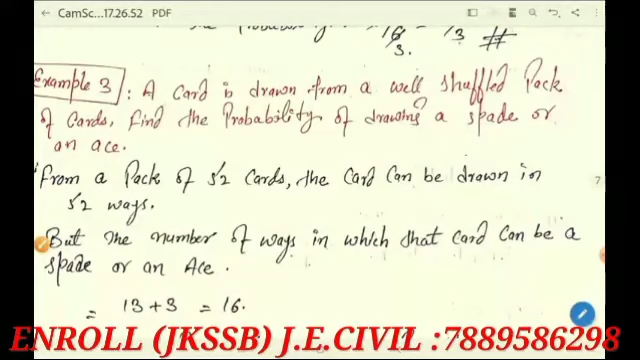 CamSc... PDF
17.26.52
Example 3 : A Card is drawn from a well shuffled Pack
of Cards, Find the Probability of drawing a spade or
an ace.
From a Pack of 52 Cards, the Card Can be drawn in
52 ways.
But the number of ways in which that Card Can be a
spade or an Ace.
= 13 + 3 = 16.
ENROLL (JKSSB) J.E.CIVIL :7889586298